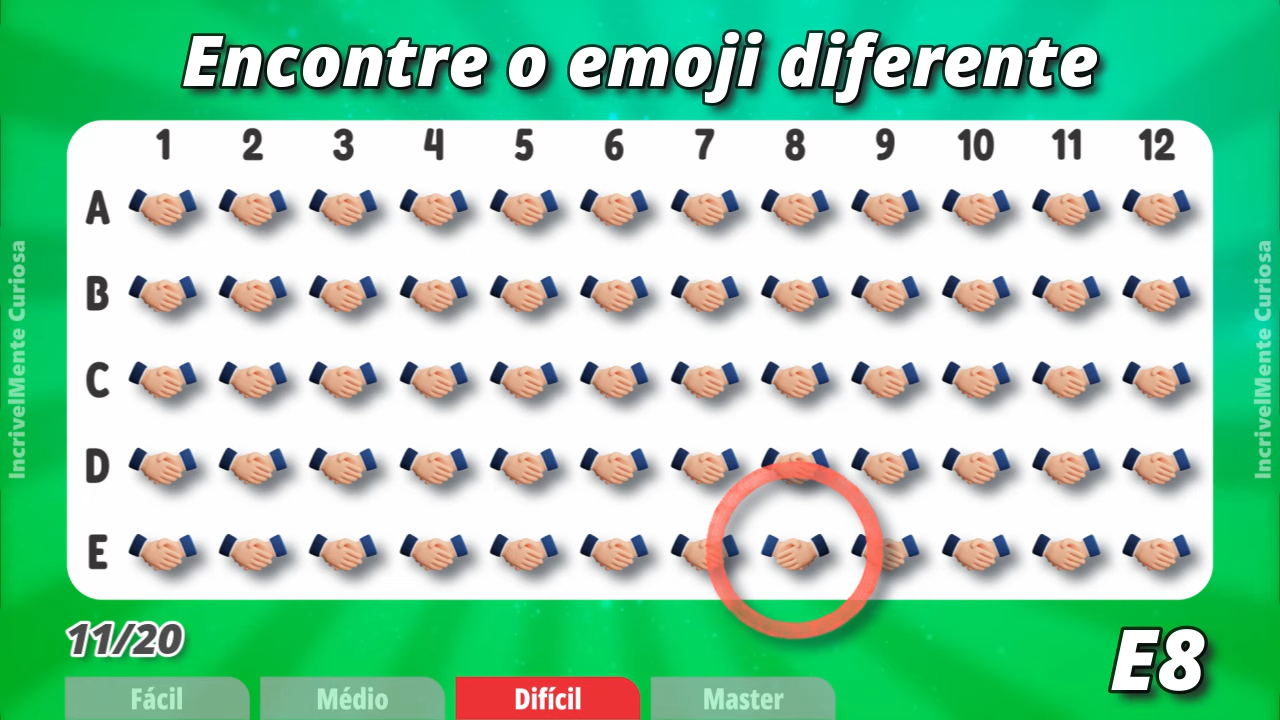 Encontre o emoji diferente
1 2 3 4 5 6 7 8 9 10 11 12
A
B
C
D
E
IncrivelMente Curiosa
IncrivelMente Curiosa
11/20
E8
Fácil Médio Difícil Master